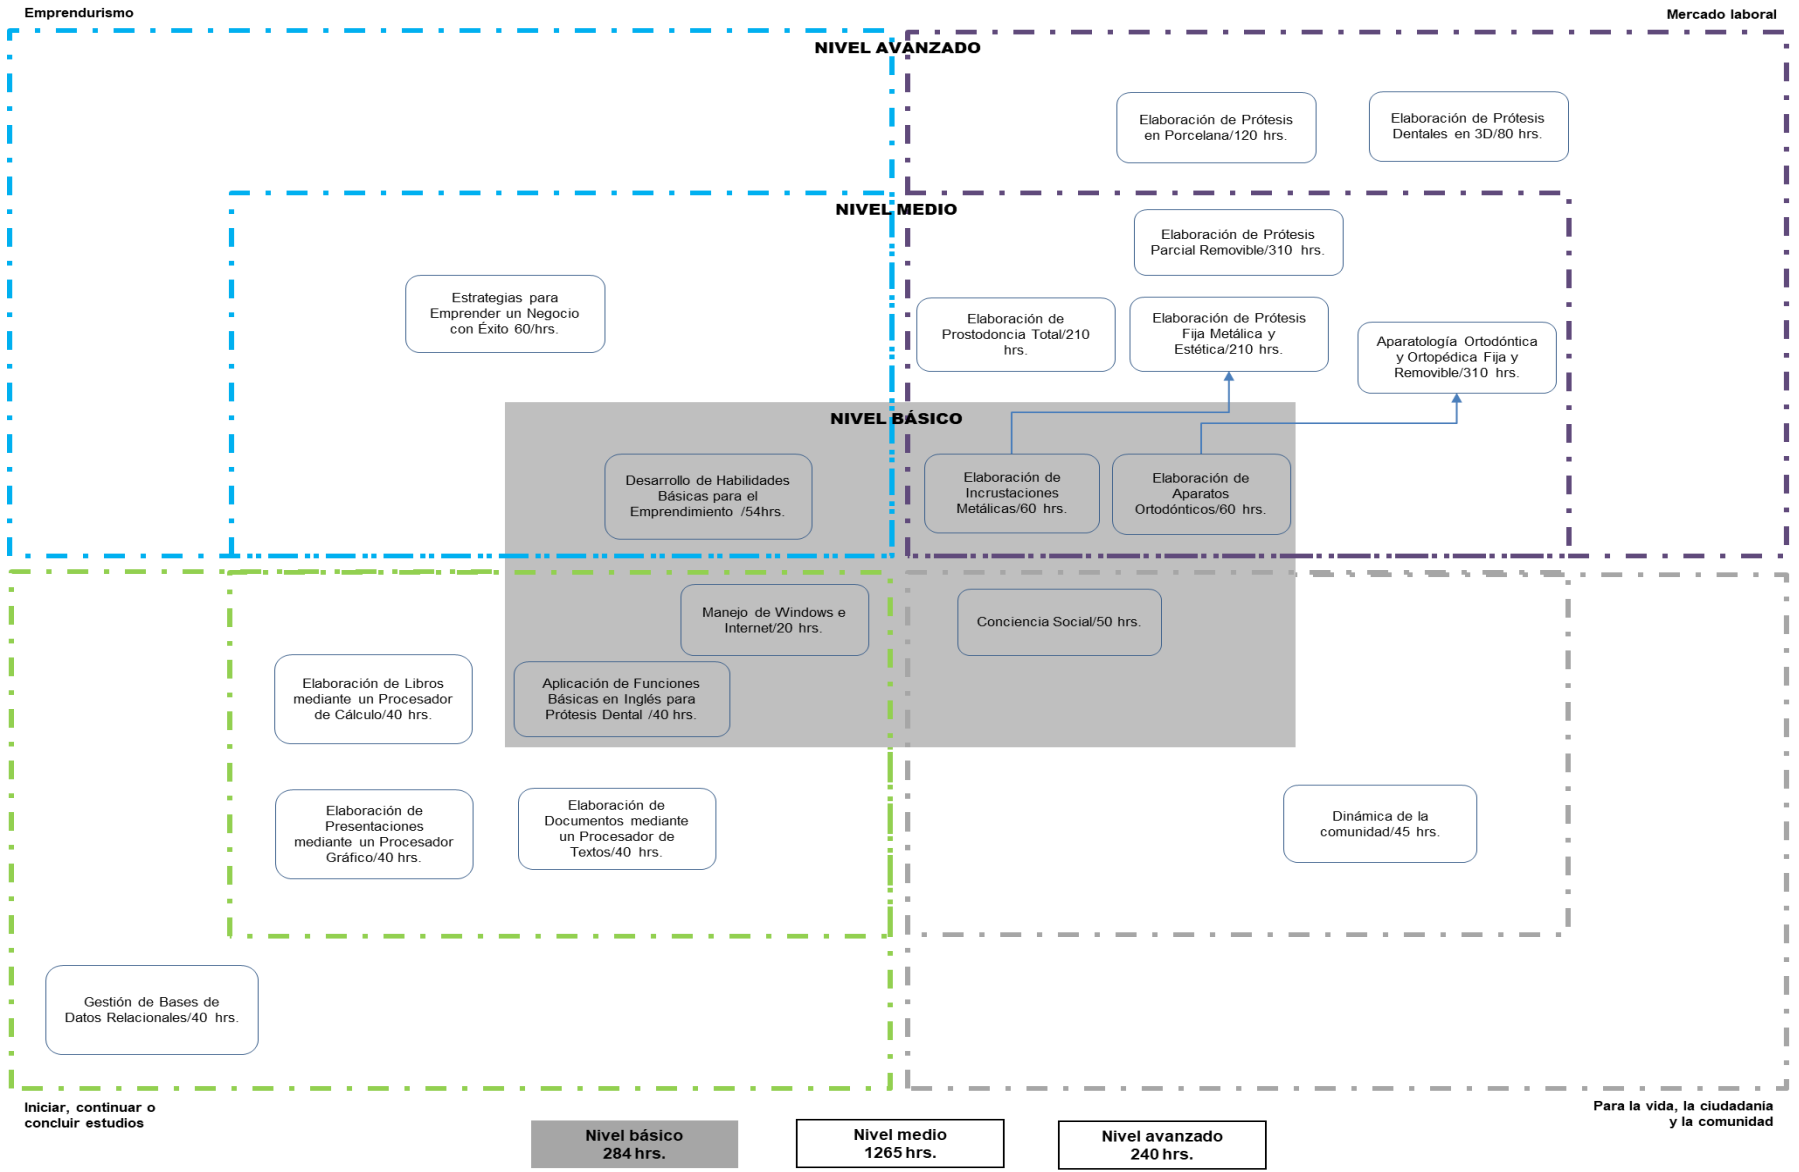 Emprendurismo
Mercado laboral
NIVEL AVANZADO
Elaboración de Prótesis
en Porcelana/120 hrs.
Elaboración de Prótesis
Dentales en 3D/80 hrs.
NIVEL MEDIO
Elaboración de Prótesis
Parcial Removible/310 hrs.
Estrategias para
Emprender un Negocio
con Éxito 60/hrs.
Elaboración de
Prostodoncia Total/210
hrs.
Elaboración de Prótesis
Fija Metálica y
Estética/210 hrs.
Aparatología Ortodóntica
y Ortopédica Fija y
Removible/310 hrs.
NIVEL BÁSICO
Desarrollo de Habilidades
Básicas para el
Emprendimiento /54hrs.
Elaboración de
Incrustaciones
Metálicas/60 hrs.
Elaboración de
Aparatos
Ortodónticos/60 hrs.
Manejo de Windows e
Internet/20 hrs.
Conciencia Social/50 hrs.
Elaboración de Libros
mediante un Procesador
de Cálculo/40 hrs.
Aplicación de Funciones
Básicas en Inglés para
Prótesis Dental /40 hrs.
Elaboración de
Presentaciones
mediante un Procesador
Gráfico/40 hrs.
Elaboración de
Documentos mediante
un Procesador de
Textos/40 hrs.
Dinámica de la
comunidad/45 hrs.
Gestión de Bases de
Datos Relacionales/40 hrs.
Iniciar, continuar o
concluir estudios
Para la vida, la ciudadanía
y la comunidad
Nivel básico
284 hrs.
Nivel medio
1265 hrs.
Nivel avanzado
240 hrs.